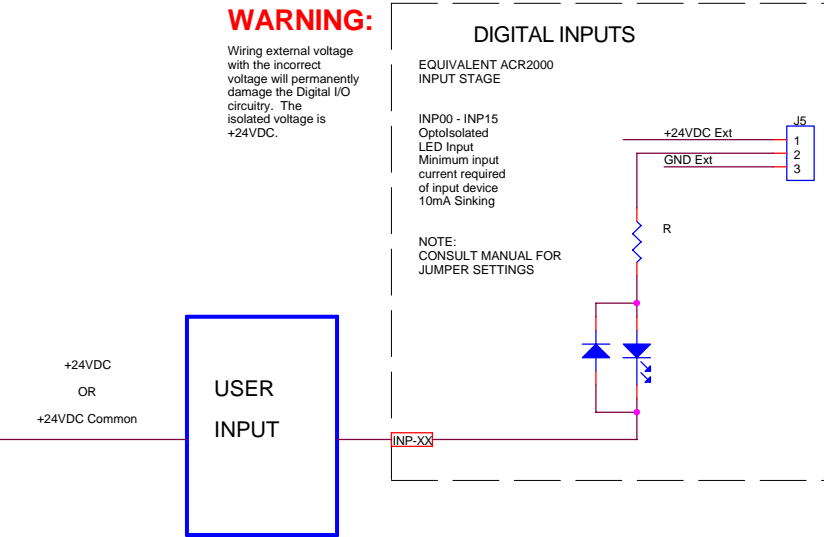 WARNING:
Wiring external voltage
with the incorrect
voltage will permanently
damage the Digital I/O
circuitry. The
isolated voltage is
+24VDC.
DIGITAL INPUTS
EQUIVALENT ACR2000
INPUT STAGE
INP00 - INP15
OptoIsolated
LED Input
Minimum input
current required
of input device
10mA Sinking
NOTE:
CONSULT MANUAL FOR
JUMPER SETTINGS
J5
+24VDC Ext
1
2
GND Ext
3
R
+24VDC
OR
+24VDC Common
USER
INPUT
INP-XX